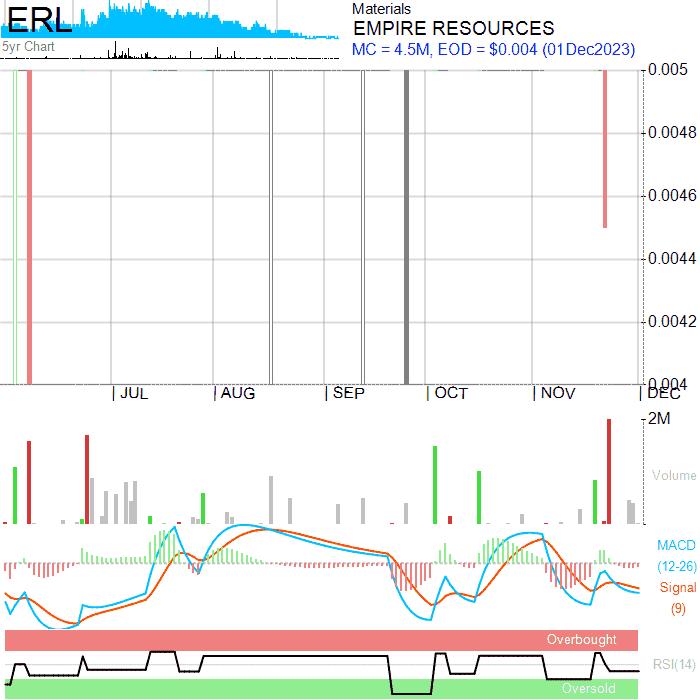 ERL
5yr Chart
Materials
EMPIRE RESOURCES
MC = 4.5M, EOD = $0.004 (01Dec2023)
0.005
0.0048
0.0046
0.0044
0.0042
0.004
| JUL | AUG | SEP | OCT | NOV | DEC
2M
Volume
MACD
(12-26)
Signal
(9)
Overbought
RSI(14)
Oversold